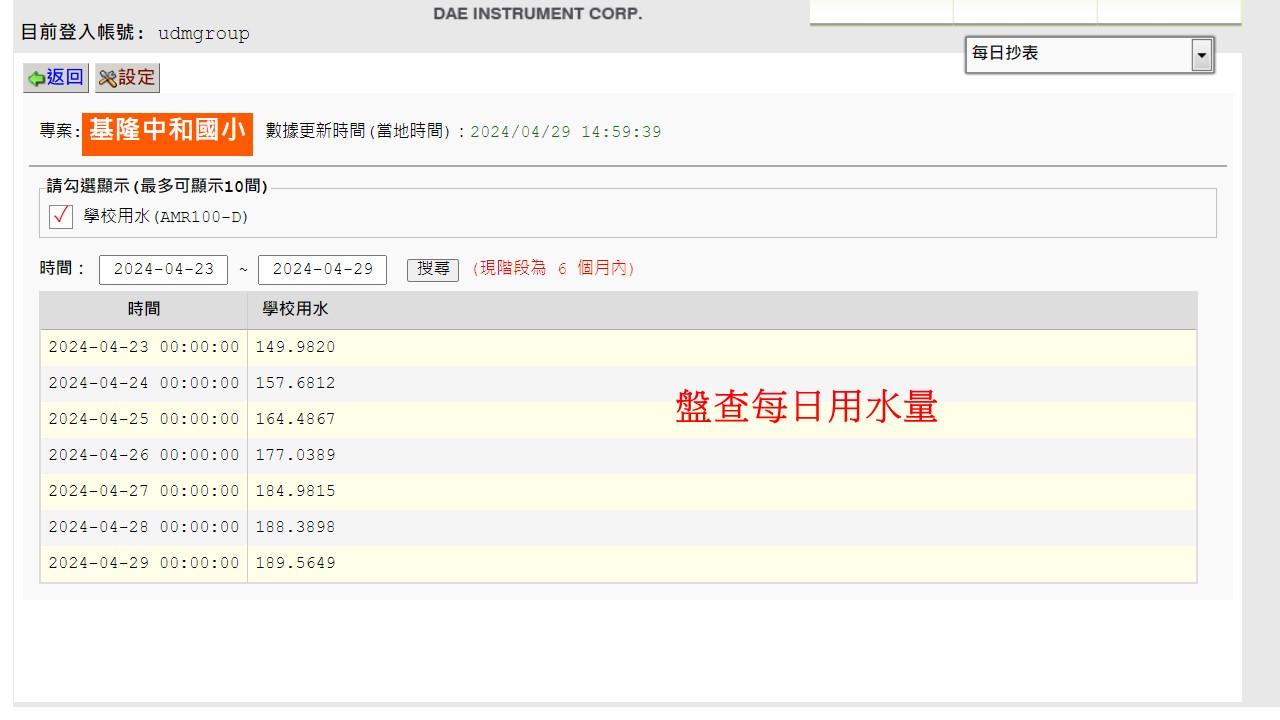 DAE INSTRUMENT CORP.
目前登入帳號: udmgroup
每日抄表
返回 設定
專案: 基隆中和國小 數據更新時間(當地時間)：2024/04/29 14:59:39
請勾選顯示(最多可顯示10間)
學校用水(AMR100-D)
時間： 2024-04-23 ~ 2024-04-29 搜尋 (現階段為 6 個月內)
時間 學校用水
2024-04-23 00:00:00 149.9820
2024-04-24 00:00:00 157.6812
2024-04-25 00:00:00 164.4867
2024-04-26 00:00:00 177.0389
2024-04-27 00:00:00 184.9815
2024-04-28 00:00:00 188.3898
2024-04-29 00:00:00 189.5649
盤查每日用水量